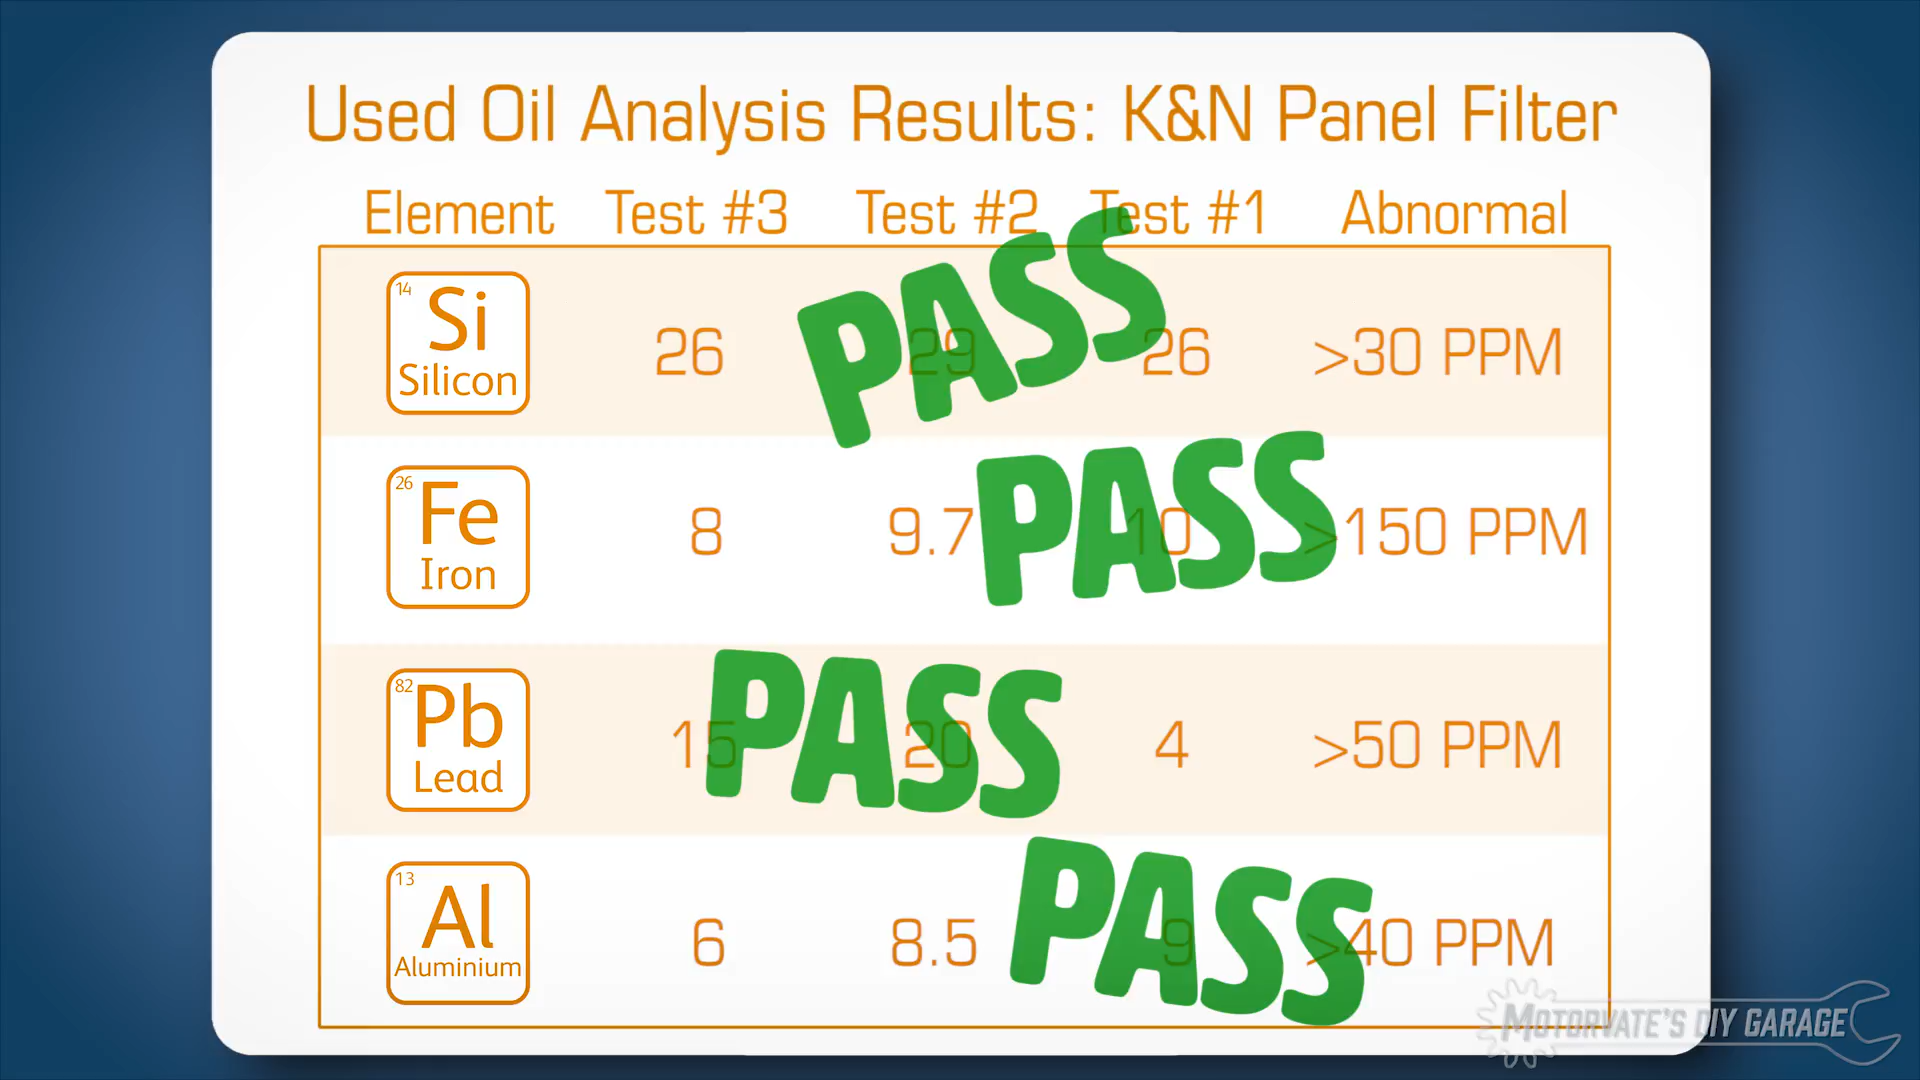 Used Oil Analysis Results: K&N Panel Filter
Element Test #3 Test #2 Test #1 Abnormal
14
Si
Silicon
26 29 26 >30 PPM
PASS
26
Fe
Iron
8 9.7 10 >150 PPM
PASS
82
Pb
Lead
15 20 4 >50 PPM
PASS
13
Al
Aluminium
6 8.5 9 >40 PPM
PASS
MOTORVATE'S DIY GARAGE